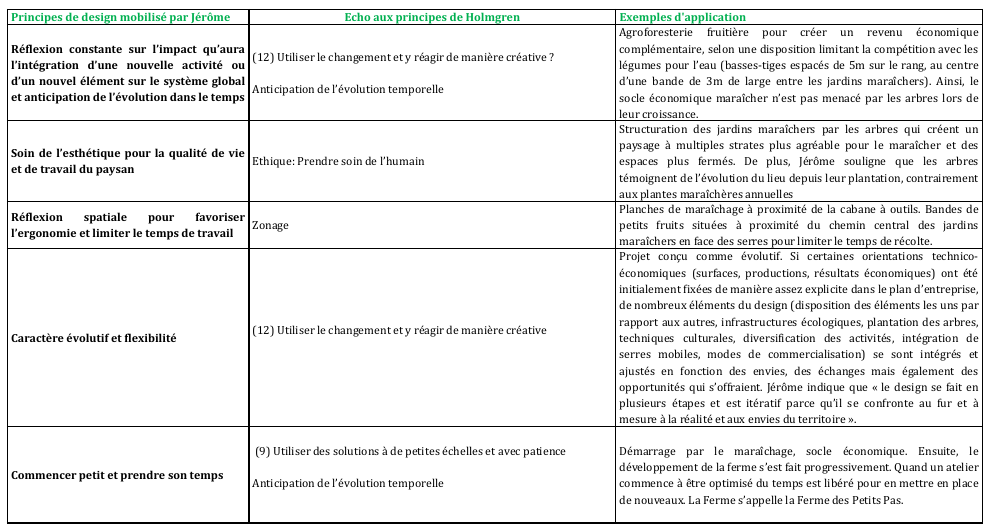 Principes de design mobilisé par Jérôme
Echo aux principes de Holmgren
Exemples d'application
Réflexion constante sur l'impact qu'aura
l'intégration d'une nouvelle activité ou
d'un nouvel élément sur le système global
et anticipation de l'évolution dans le temps
(12) Utiliser le changement et y réagir de manière créative ?
Anticipation de l'évolution temporelle
Agroforesterie fruitière pour créer un revenu économique
complémentaire, selon une disposition limitant la compétition avec les
légumes pour l'eau (basses-tiges espacés de 5m sur le rang, au centre
d'une bande de 3m de large entre les jardins maraîchers). Ainsi, le
socle économique maraîcher n'est pas menacé par les arbres lors de
leur croissance.
Soin de l'esthétique pour la qualité de vie
et de travail du paysan
Ethique: Prendre soin de l'humain
Structuration des jardins maraîchers par les arbres qui créent un
paysage à multiples strates plus agréable pour le maraîcher et des
espaces plus fermés. De plus, Jérôme souligne que les arbres
témoignent de l'évolution du lieu depuis leur plantation, contrairement
aux plantes maraîchères annuelles
Réflexion spatiale pour favoriser
l'ergonomie et limiter le temps de travail
Zonage
Planches de maraîchage à proximité de la cabane à outils. Bandes de
petits fruits situées à proximité du chemin central des jardins
maraîchers en face des serres pour limiter le temps de récolte.
Caractère évolutif et flexibilité
(12) Utiliser le changement et y réagir de manière créative
Projet conçu comme évolutif. Si certaines orientations technico-
économiques (surfaces, productions, résultats économiques) ont été
initialement fixées de manière assez explicite dans le plan d'entreprise,
de nombreux éléments du design (disposition des éléments les uns par
rapport aux autres, infrastructures écologiques, plantation des arbres,
techniques culturales, diversification des activités, intégration de
serres mobiles, modes de commercialisation) se sont intégrés et
ajustés en fonction des envies, des échanges mais également des
opportunités qui s'offraient. Jérôme indique que « le design se fait en
plusieurs étapes et est itératif parce qu'il se confronte au fur et à
mesure à la réalité et aux envies du territoire ».
Commencer petit et prendre son temps
(9) Utiliser des solutions à de petites échelles et avec patience
Anticipation de l'évolution temporelle
Démarrage par le maraîchage, socle économique. Ensuite, le
développement de la ferme s'est fait progressivement. Quand un atelier
commence à être optimisé du temps est libéré pour en mettre en place
de nouveaux. La Ferme s'appelle la Ferme des Petits Pas.